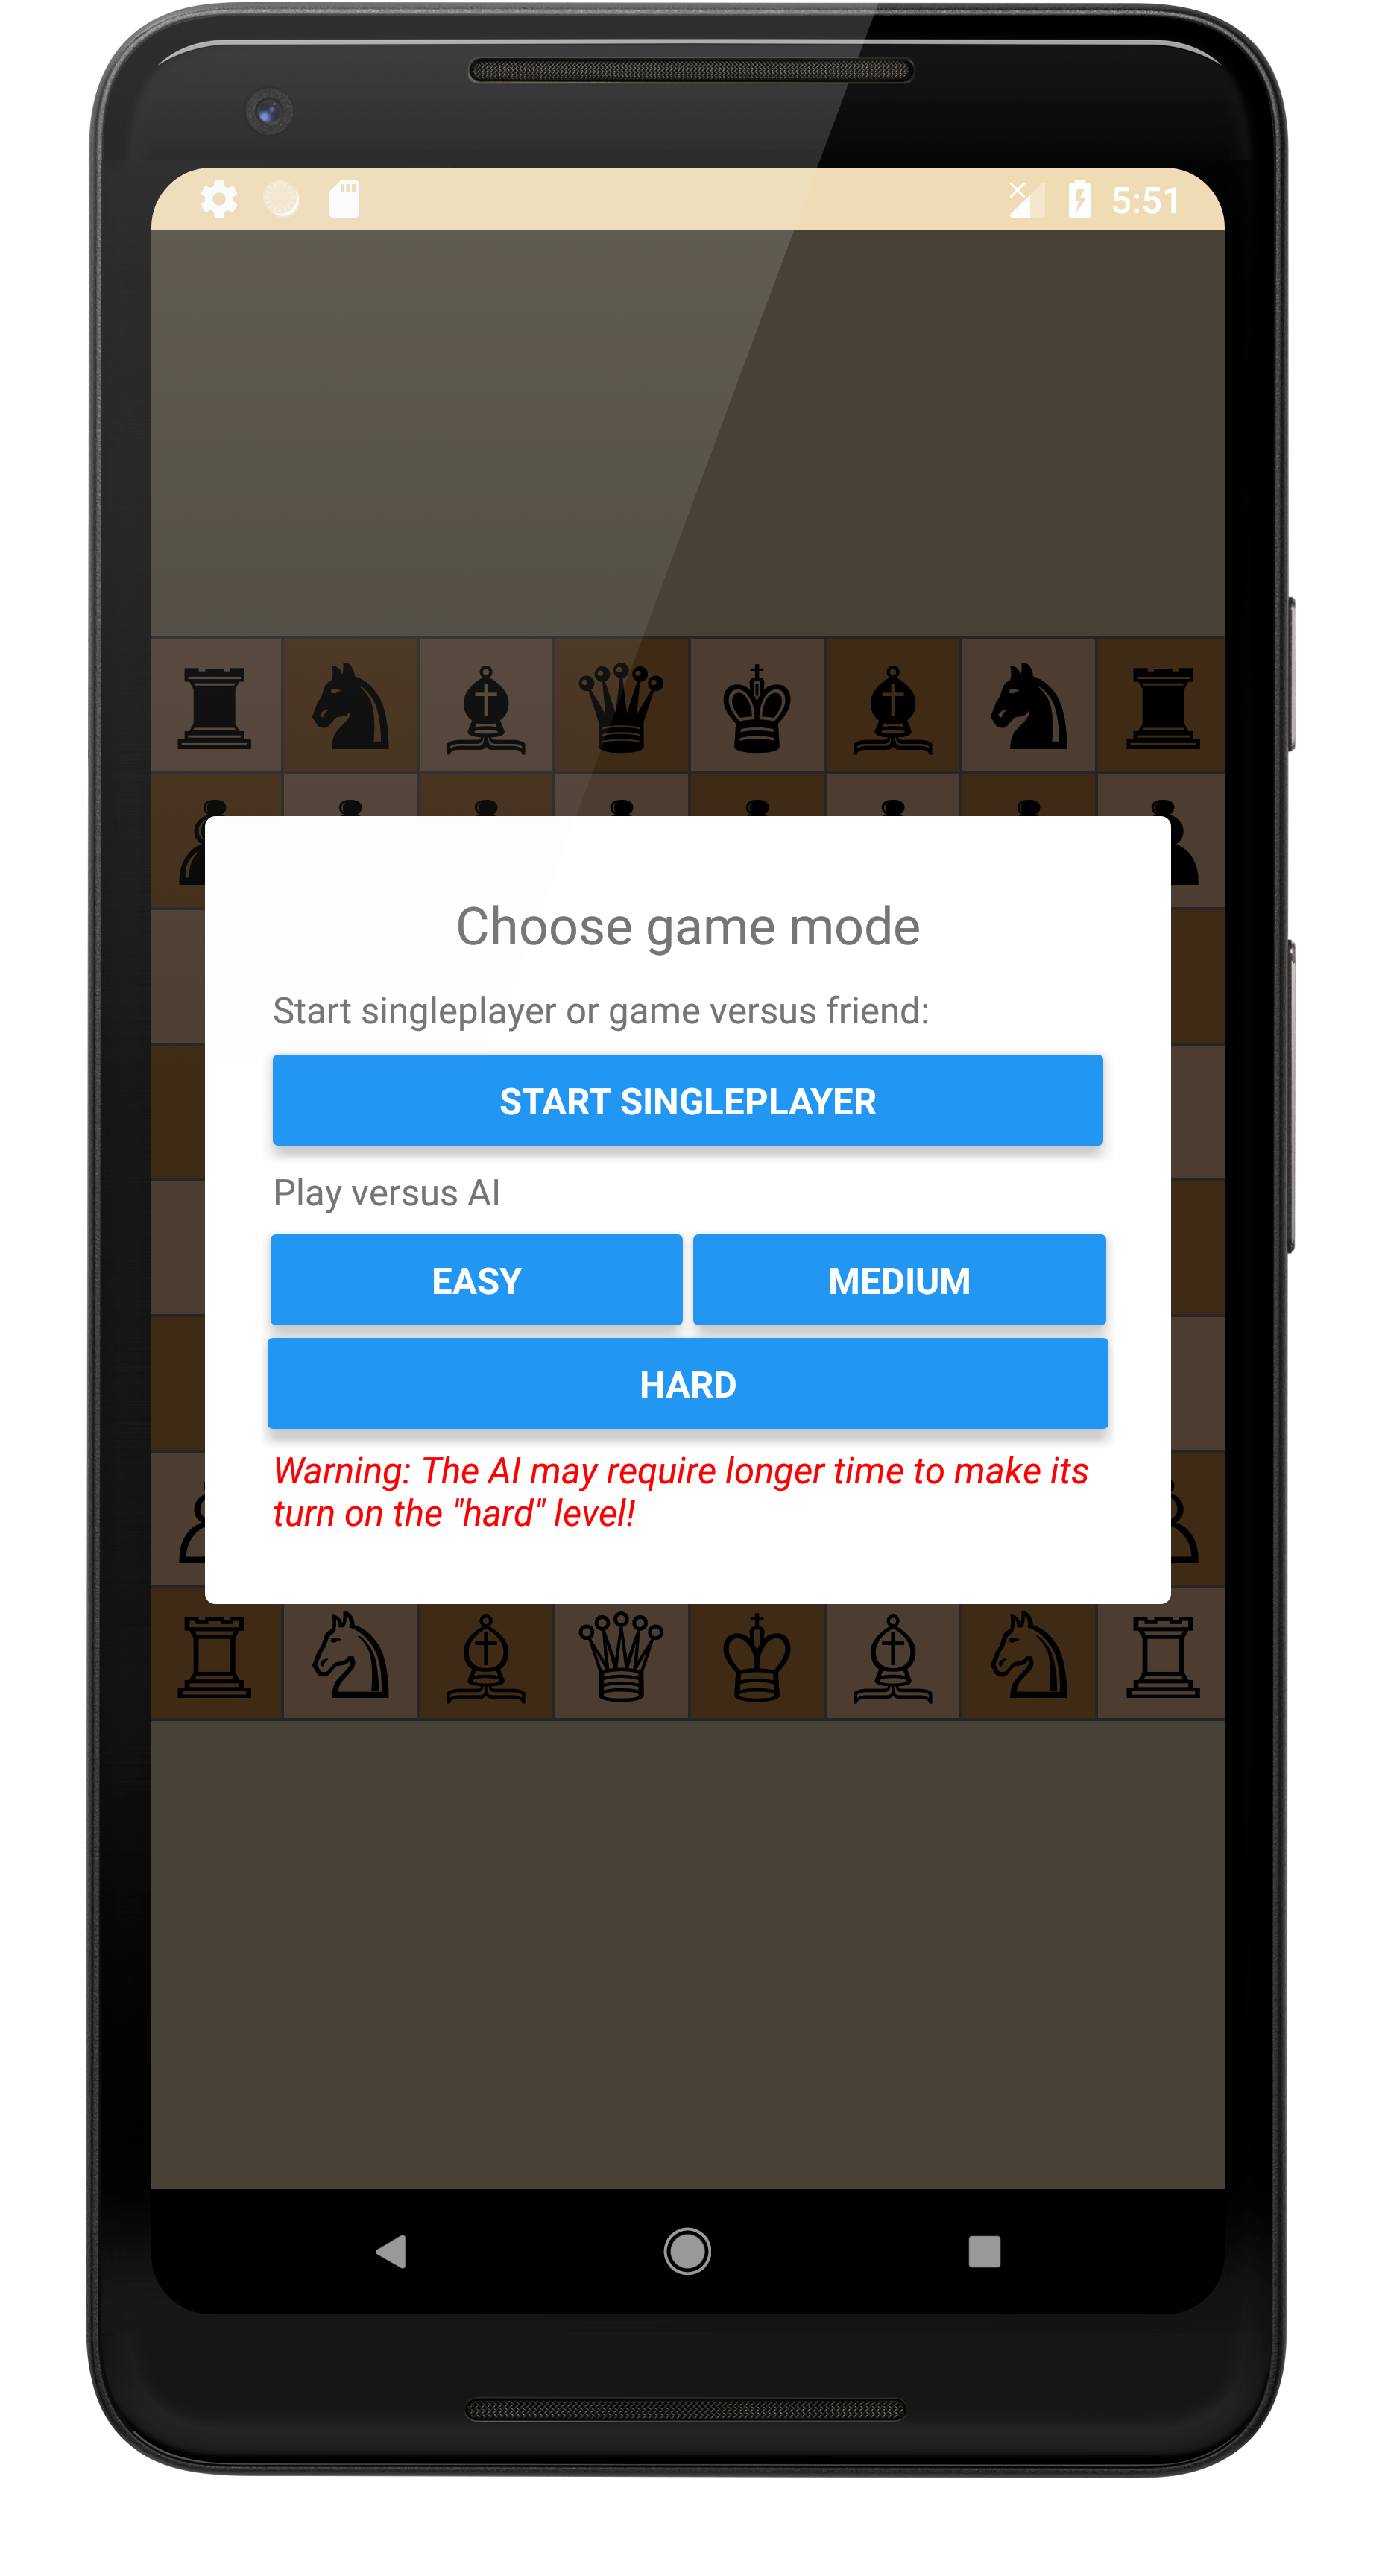 5:51
Choose game mode
Start singleplayer or game versus friend:
START SINGLEPLAYER
Play versus AI
EASY
MEDIUM
HARD
Warning: The AI may require longer time to make its
turn on the "hard" level!